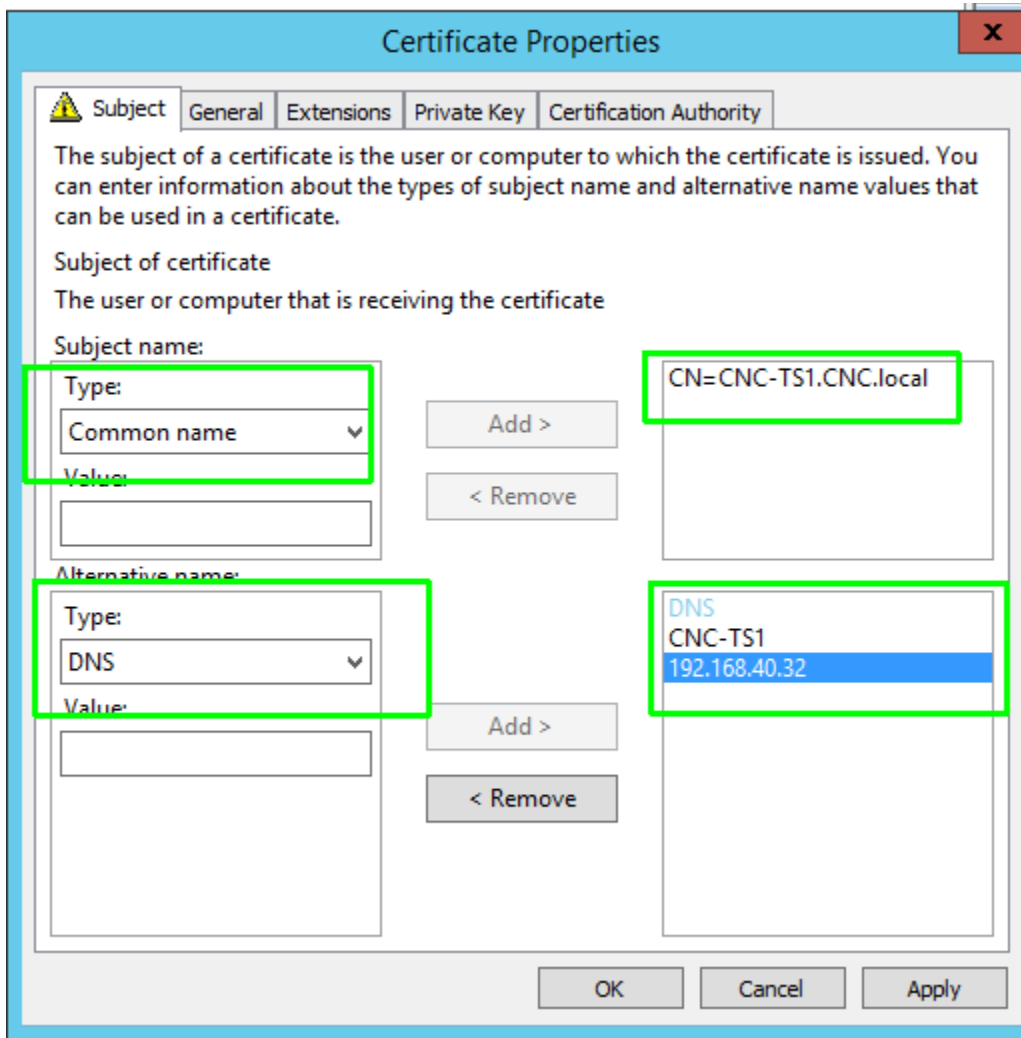 Certificate Properties
x
Subject
General
Extensions
Private Key
Certification Authority
The subject of a certificate is the user or computer to which the certificate is issued. You
can enter information about the types of subject name and alternative name values that
can be used in a certificate.
Subject of certificate
The user or computer that is receiving the certificate
Subject name:
Type:
Common name
Value:
Add >
< Remove
CN=CNC-TS1.CNC.local
Alternative name:
Type:
DNS
Value:
Add >
< Remove
DNS
CNC-TS1
192.168.40.32
OK
Cancel
Apply